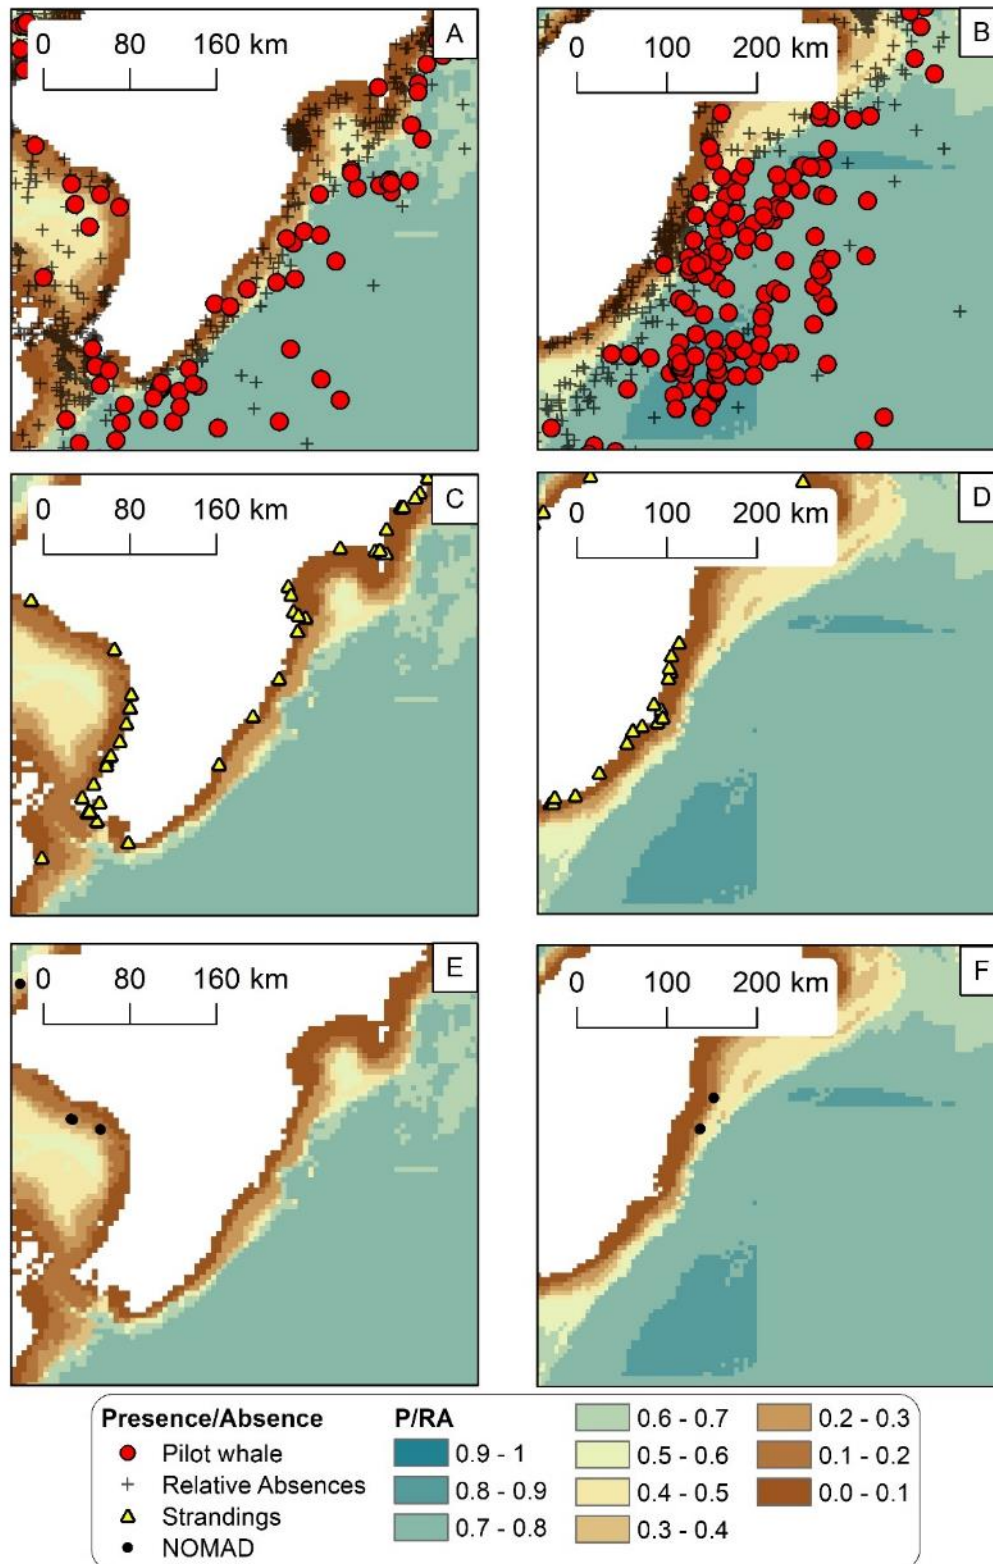 A
0 80 160 km
B
0 100 200 km
C
0 80 160 km
D
0 100 200 km
E
0 80 160 km
F
0 100 200 km
Presence/Absence
Pilot whale
Relative Absences
Strandings
NOMAD
P/RA
0.9 - 1
0.8 - 0.9
0.7 - 0.8
0.6 - 0.7
0.5 - 0.6
0.4 - 0.5
0.3 - 0.4
0.2 - 0.3
0.1 - 0.2
0.0 - 0.1